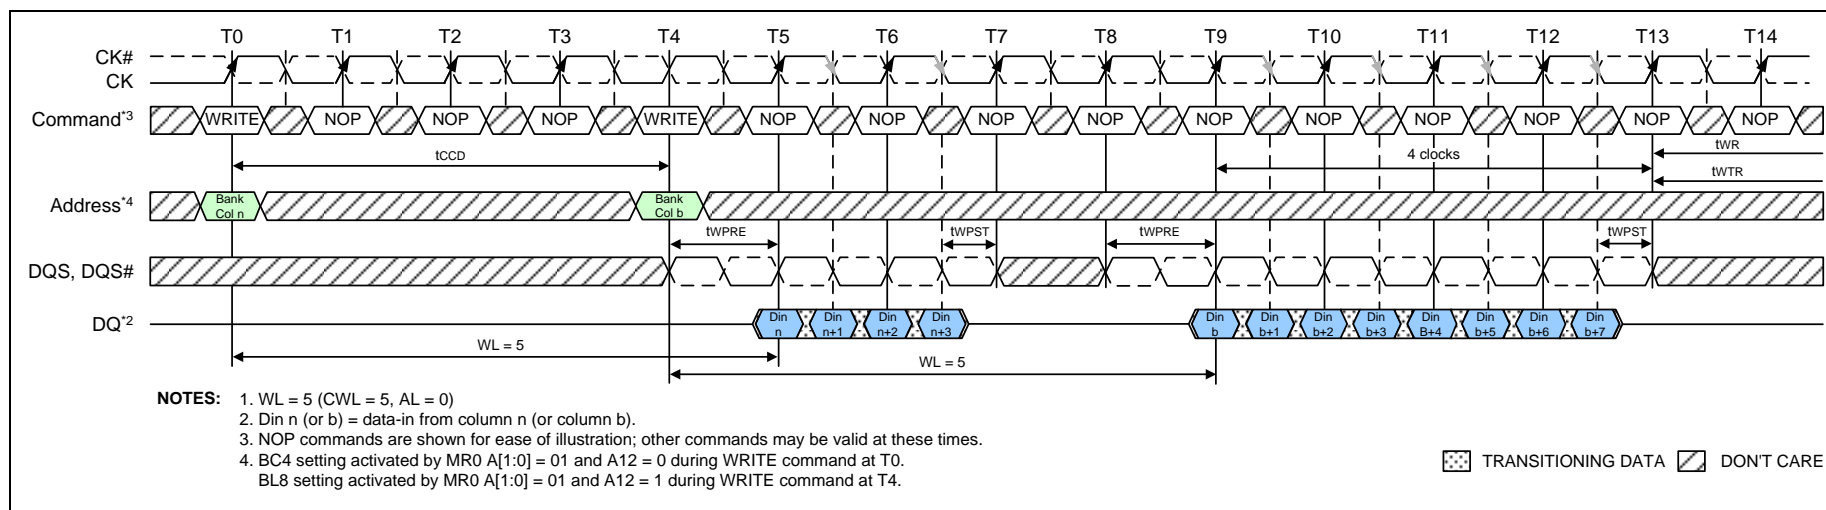 T0 T1 T2 T3 T4 T5 T6 T7 T8 T9 T10 T11 T12 T13 T14
CK#
CK
Command*3 WRITE NOP NOP NOP WRITE NOP NOP NOP NOP NOP NOP NOP NOP NOP NOP
tCCD 4 clocks tWR
tWTR
Address*4 Bank Col n Bank Col b
tWPRE tWPST tWPRE tWPST
DQS, DQS#
DQ*2 Din n Din n+1 Din n+2 Din n+3 Din b Din b+1 Din b+2 Din b+3 Din B+4 Din b+5 Din b+6 Din b+7
WL = 5
WL = 5
NOTES: 1. WL = 5 (CWL = 5, AL = 0)
2. Din n (or b) = data-in from column n (or column b).
3. NOP commands are shown for ease of illustration; other commands may be valid at these times.
4. BC4 setting activated by MR0 A[1:0] = 01 and A12 = 0 during WRITE command at T0.
BL8 setting activated by MR0 A[1:0] = 01 and A12 = 1 during WRITE command at T4.
TRANSITIONING DATA DON'T CARE